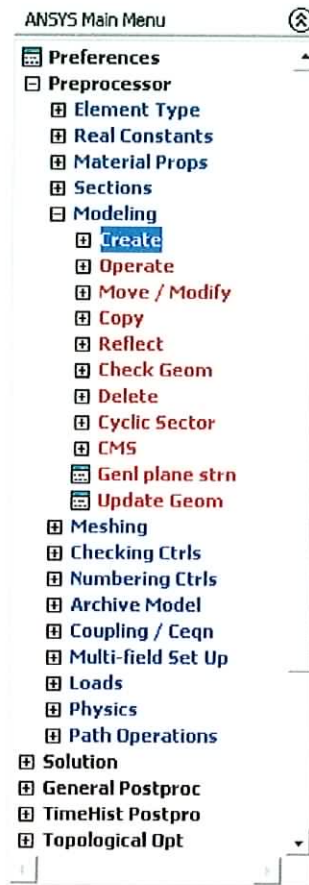 ANSYS Main Menu
Preferences
Preprocessor
Element Type
Real Constants
Material Props
Sections
Modeling
Create
Operate
Move / Modify
Copy
Reflect
Check Geom
Delete
Cyclic Sector
CMS
Genl plane strn
Update Geom
Meshing
Checking Ctrls
Numbering Ctrls
Archive Model
Coupling / Ceqn
Multi-field Set Up
Loads
Physics
Path Operations
Solution
General Postproc
TimeHist Postpro
Topological Opt